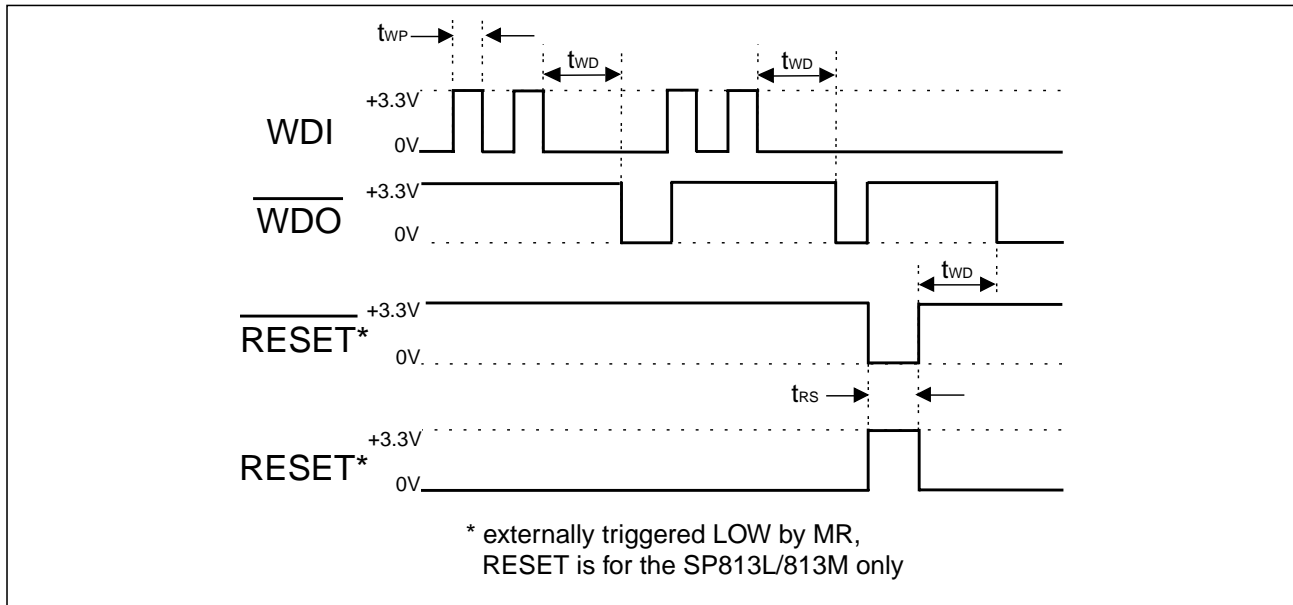 tWP
tWD
tWD
+3.3V
WDI
0V
+3.3V
WDO
0V
tWD
+3.3V
RESET*
0V
tRS
+3.3V
RESET*
0V
* externally triggered LOW by MR,
RESET is for the SP813L/813M only